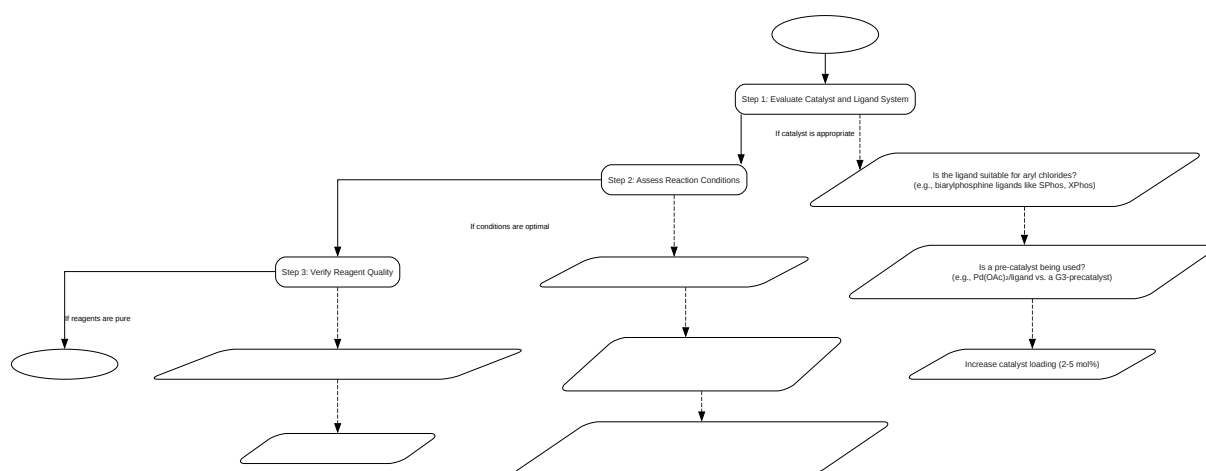 Step 1: Evaluate Catalyst and Ligand System
If catalyst is appropriate
Is the ligand suitable for aryl chlorides?
(e.g., biarylphosphine ligands like SPhos, XPhos)
Step 2: Assess Reaction Conditions
If conditions are optimal
Is a pre-catalyst being used?
(e.g., Pd(OAc)₂/ligand vs. a G3-precatalyst)
Step 3: Verify Reagent Quality
If reagents are pure
Increase catalyst loading (2-5 mol%)